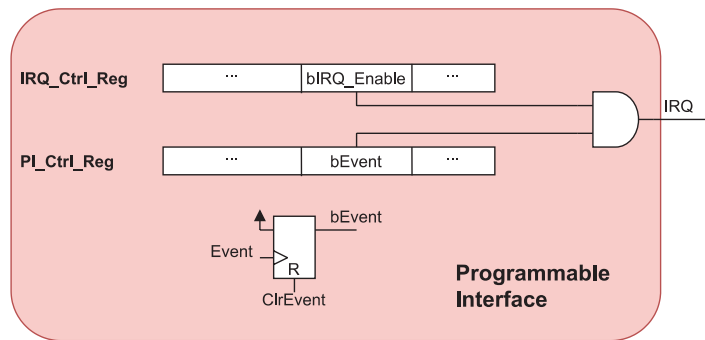 IRQ_Ctrl_Reg ... bIRQ_Enable ...
IRQ
PI_Ctrl_Reg ... bEvent ...
bEvent
Event
R
ClrEvent
Programmable
Interface